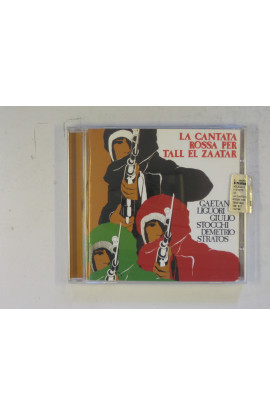 LA CANTATA
ROSSA PER
TALL EL ZAATAR
GAETANO
LIGUORI
GIULIO
STOCCHI
DEMETRIO
STRATOS